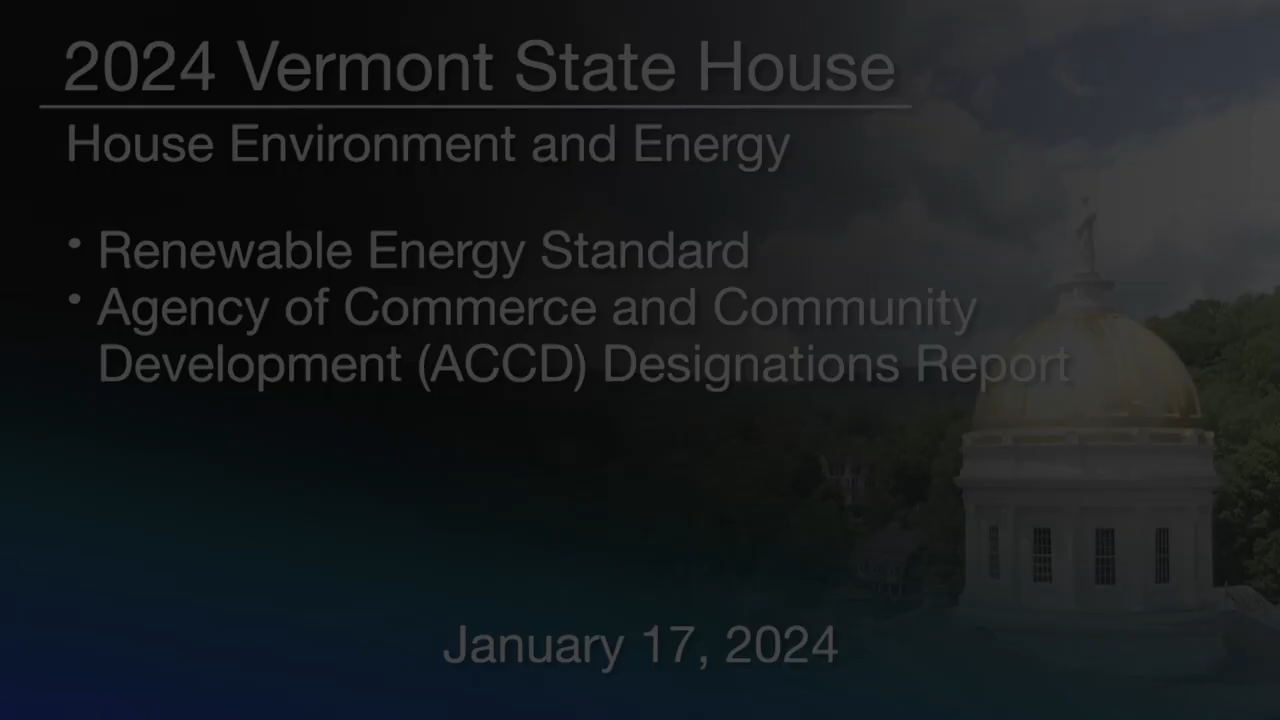 2024 Vermont State House
House Environment and Energy
• Renewable Energy Standard
• Agency of Commerce and Community
Development (ACCD) Designations Report
January 17, 2024